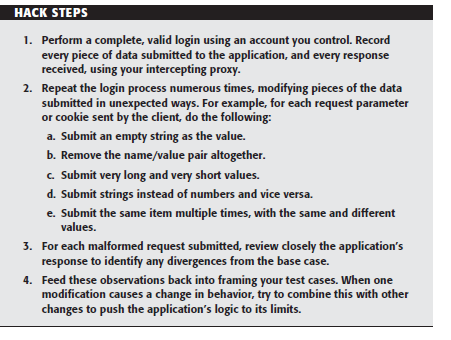 HACK STEPS
1. Perform a complete, valid login using an account you control. Record
every piece of data submitted to the application, and every response
received, using your intercepting proxy.
2. Repeat the login process numerous times, modifying pieces of the data
submitted in unexpected ways. For example, for each request parameter
or cookie sent by the client, do the following:
a. Submit an empty string as the value.
b. Remove the name/value pair altogether.
c. Submit very long and very short values.
d. Submit strings instead of numbers and vice versa.
e. Submit the same item multiple times, with the same and different
values.
3. For each malformed request submitted, review closely the application's
response to identify any divergences from the base case.
4. Feed these observations back into framing your test cases. When one
modification causes a change in behavior, try to combine this with other
changes to push the application's logic to its limits.